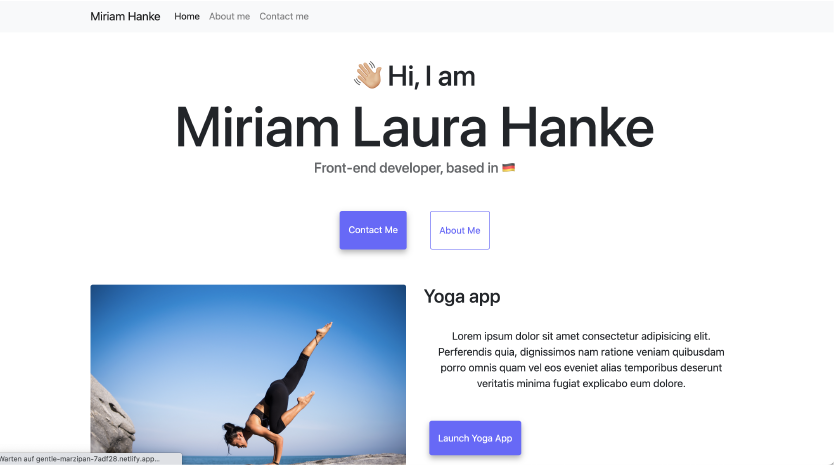 Miriam Hanke Home About me Contact me
👋🏼 Hi, I am
Miriam Laura Hanke
Front-end developer, based in 🇩🇪
Contact Me About Me
Yoga app
Lorem ipsum dolor sit amet consectetur adipisicing elit.
Perferendis quia, dignissimos nam ratione veniam quibusdam
porro omnis quam vel eos eveniet alias temporibus deserunt
veritatis minima fugiat explicabo eum dolore.
Launch Yoga App
Warten auf gentle-marzipan-7adf28.netlify.app...